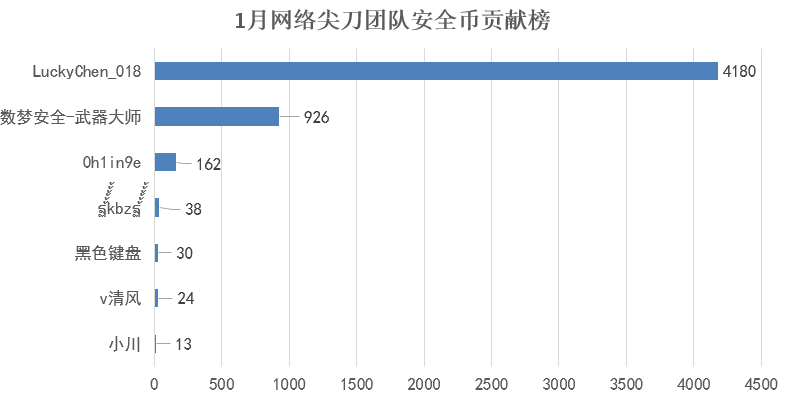 1月网络尖刀团队安全币贡献榜
LuckyChen_018 4180
数梦安全-武器大师 926
0h1in9e 162
kbz 38
黑色键盘 30
v清风 24
小川 13
0 500 1000 1500 2000 2500 3000 3500 4000 4500